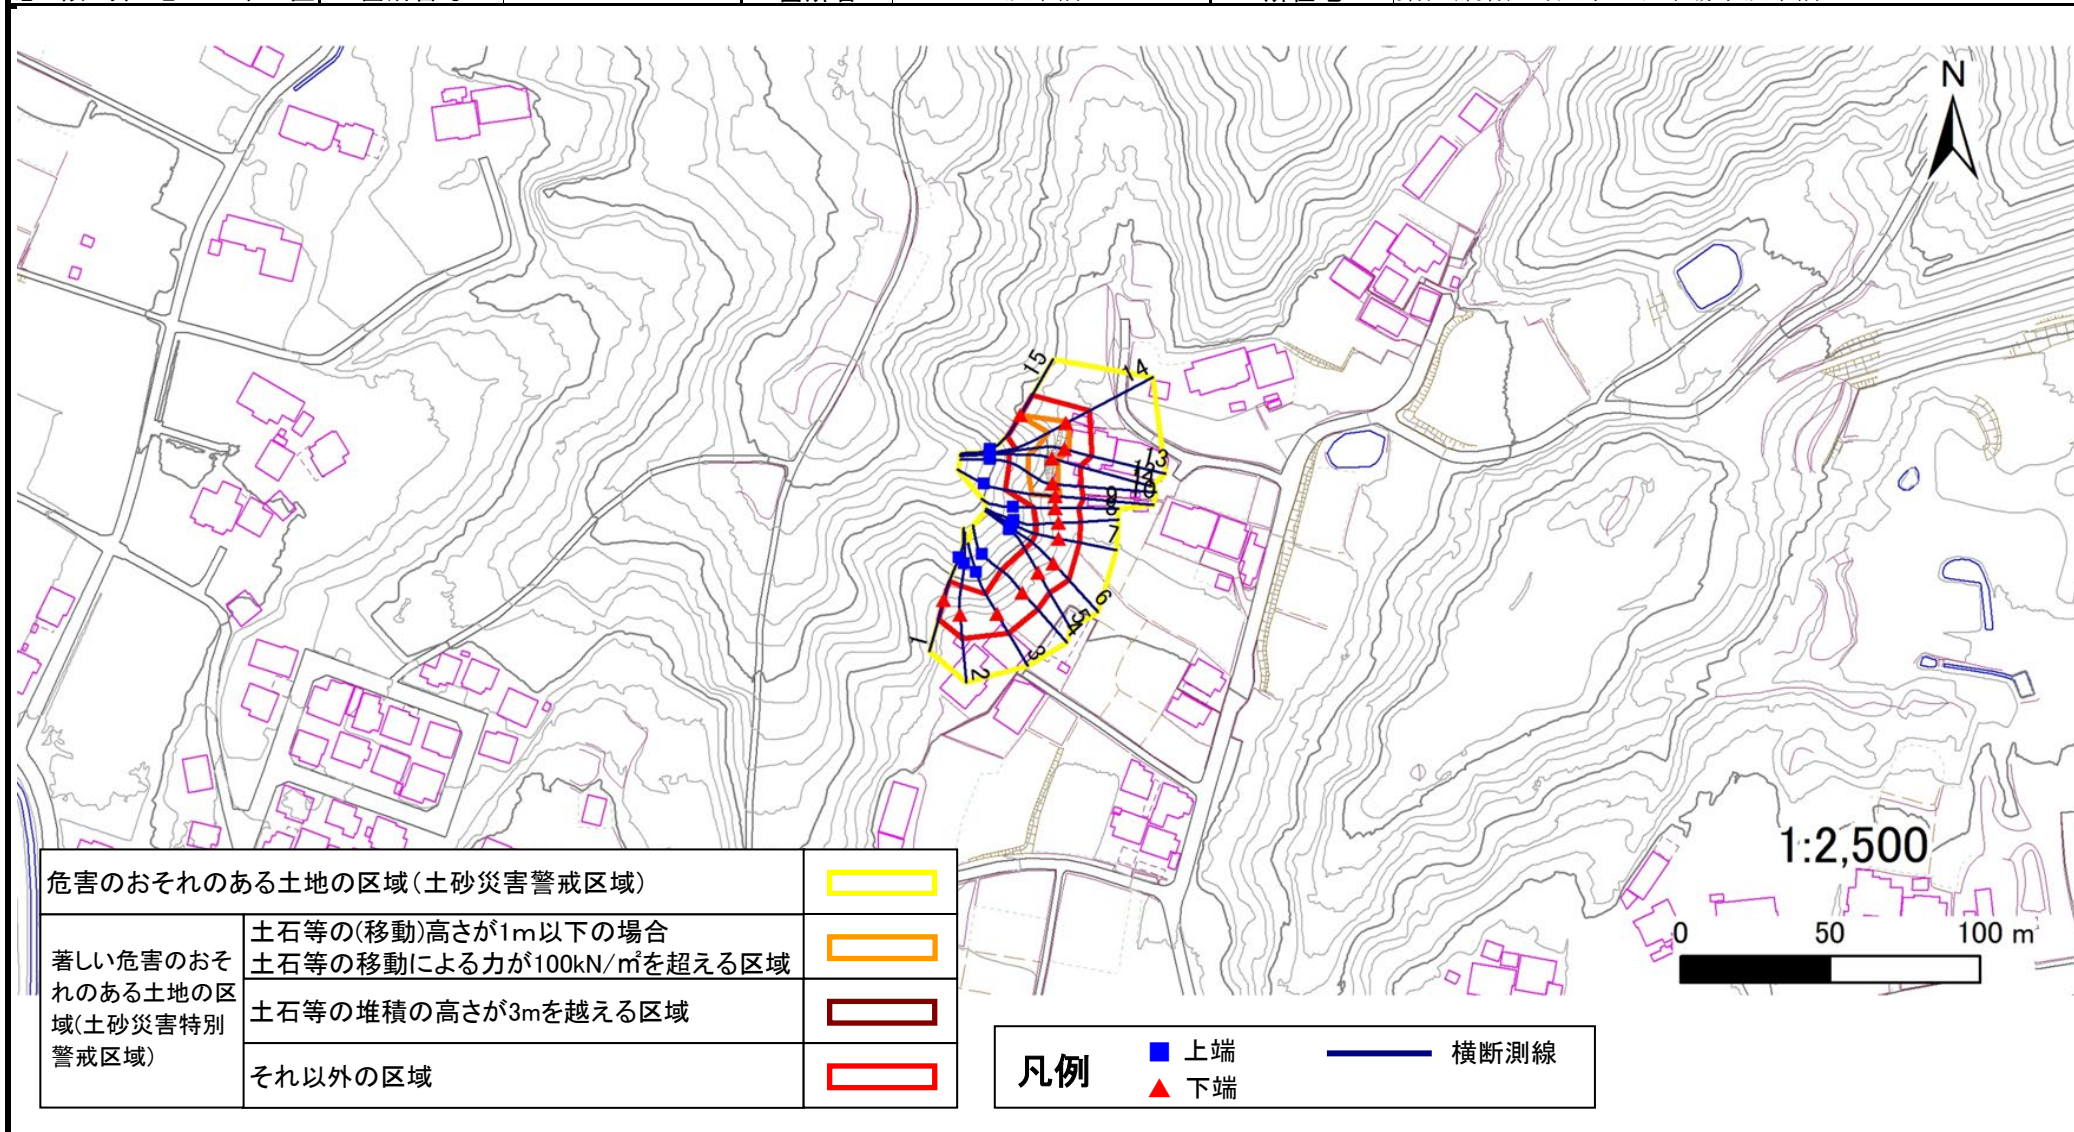 N
15
14
13
12
10
9
8
7
6
5
4
3
2
1
1:2,500
0 50 100 m
危害のおそれのある土地の区域(土砂災害警戒区域)
著しい危害のおそ
れのある土地の区
域(土砂災害特別
警戒区域)
土石等の(移動)高さが1m以下の場合
土石等の移動による力が100kN/㎡を超える区域
土石等の堆積の高さが3mを越える区域
それ以外の区域
凡例
上端
下端
横断測線